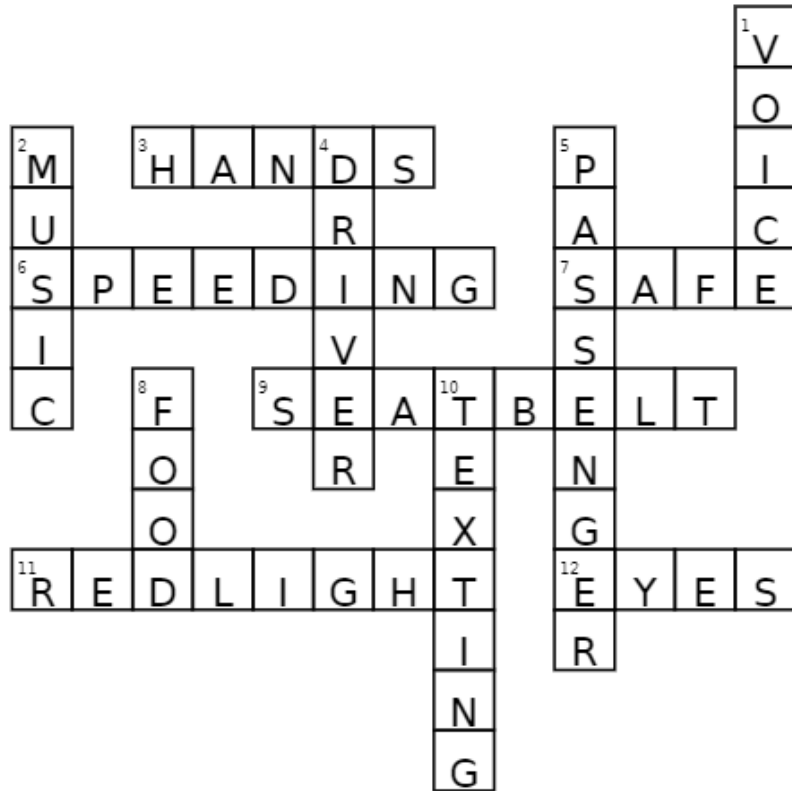 1 V
O
2 M 3 H A N 4 D S 5 P I
U R A C
6 S P E E D I N G 7 S A F E
I V S
C 8 F 9 S E A 10 T B E L T
O R E N
O X G
11 R E D L I G H T 12 E Y E S
I R
N
G